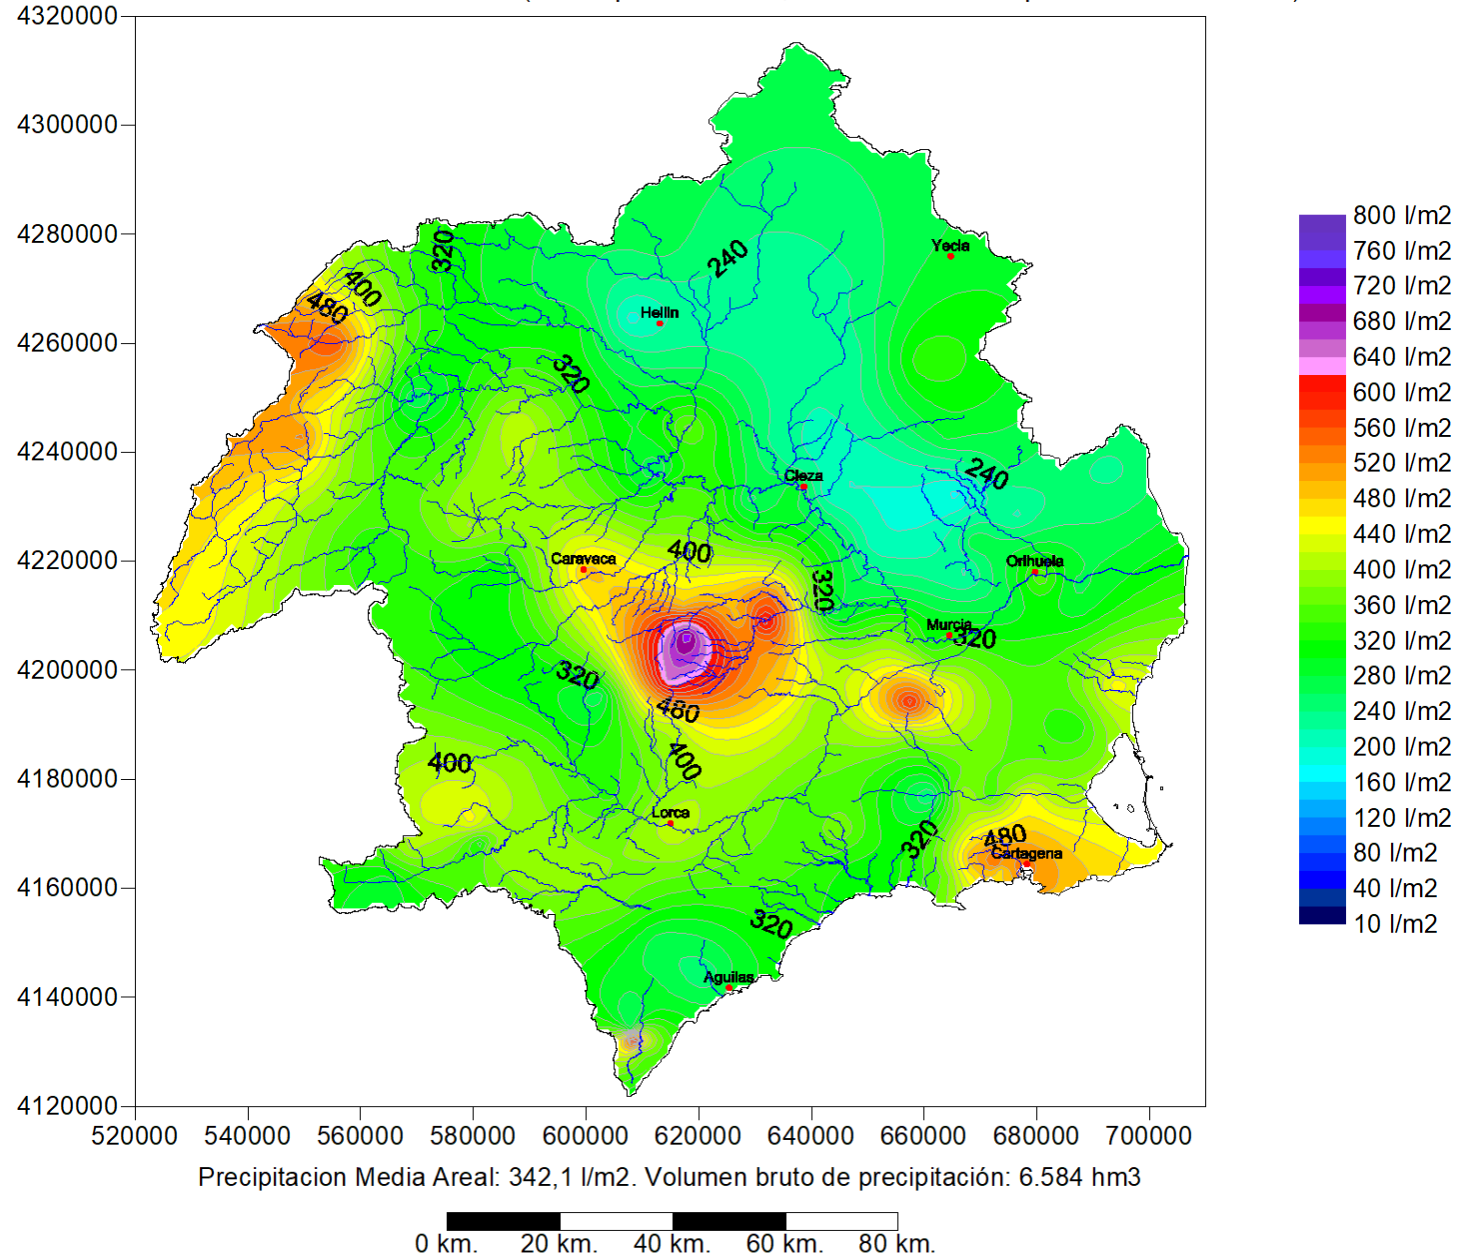 4320000
4300000
4280000
4260000
4240000
4220000
4200000
4180000
4160000
4140000
4120000
520000 540000 560000 580000 600000 620000 640000 660000 680000 700000
320
240
Yecla
400
480
Hellin
320
240
Cieza
400
Caravaca
Orihuela
320
Murcia
320
320
480
400
400
Lorca
320
480
Cartagena
320
Aguilas
800 l/m2
760 l/m2
720 l/m2
680 l/m2
640 l/m2
600 l/m2
560 l/m2
520 l/m2
480 l/m2
440 l/m2
400 l/m2
360 l/m2
320 l/m2
280 l/m2
240 l/m2
200 l/m2
160 l/m2
120 l/m2
80 l/m2
40 l/m2
10 l/m2
Precipitacion Media Areal: 342,1 l/m2. Volumen bruto de precipitación: 6.584 hm3
0 km. 20 km. 40 km. 60 km. 80 km.